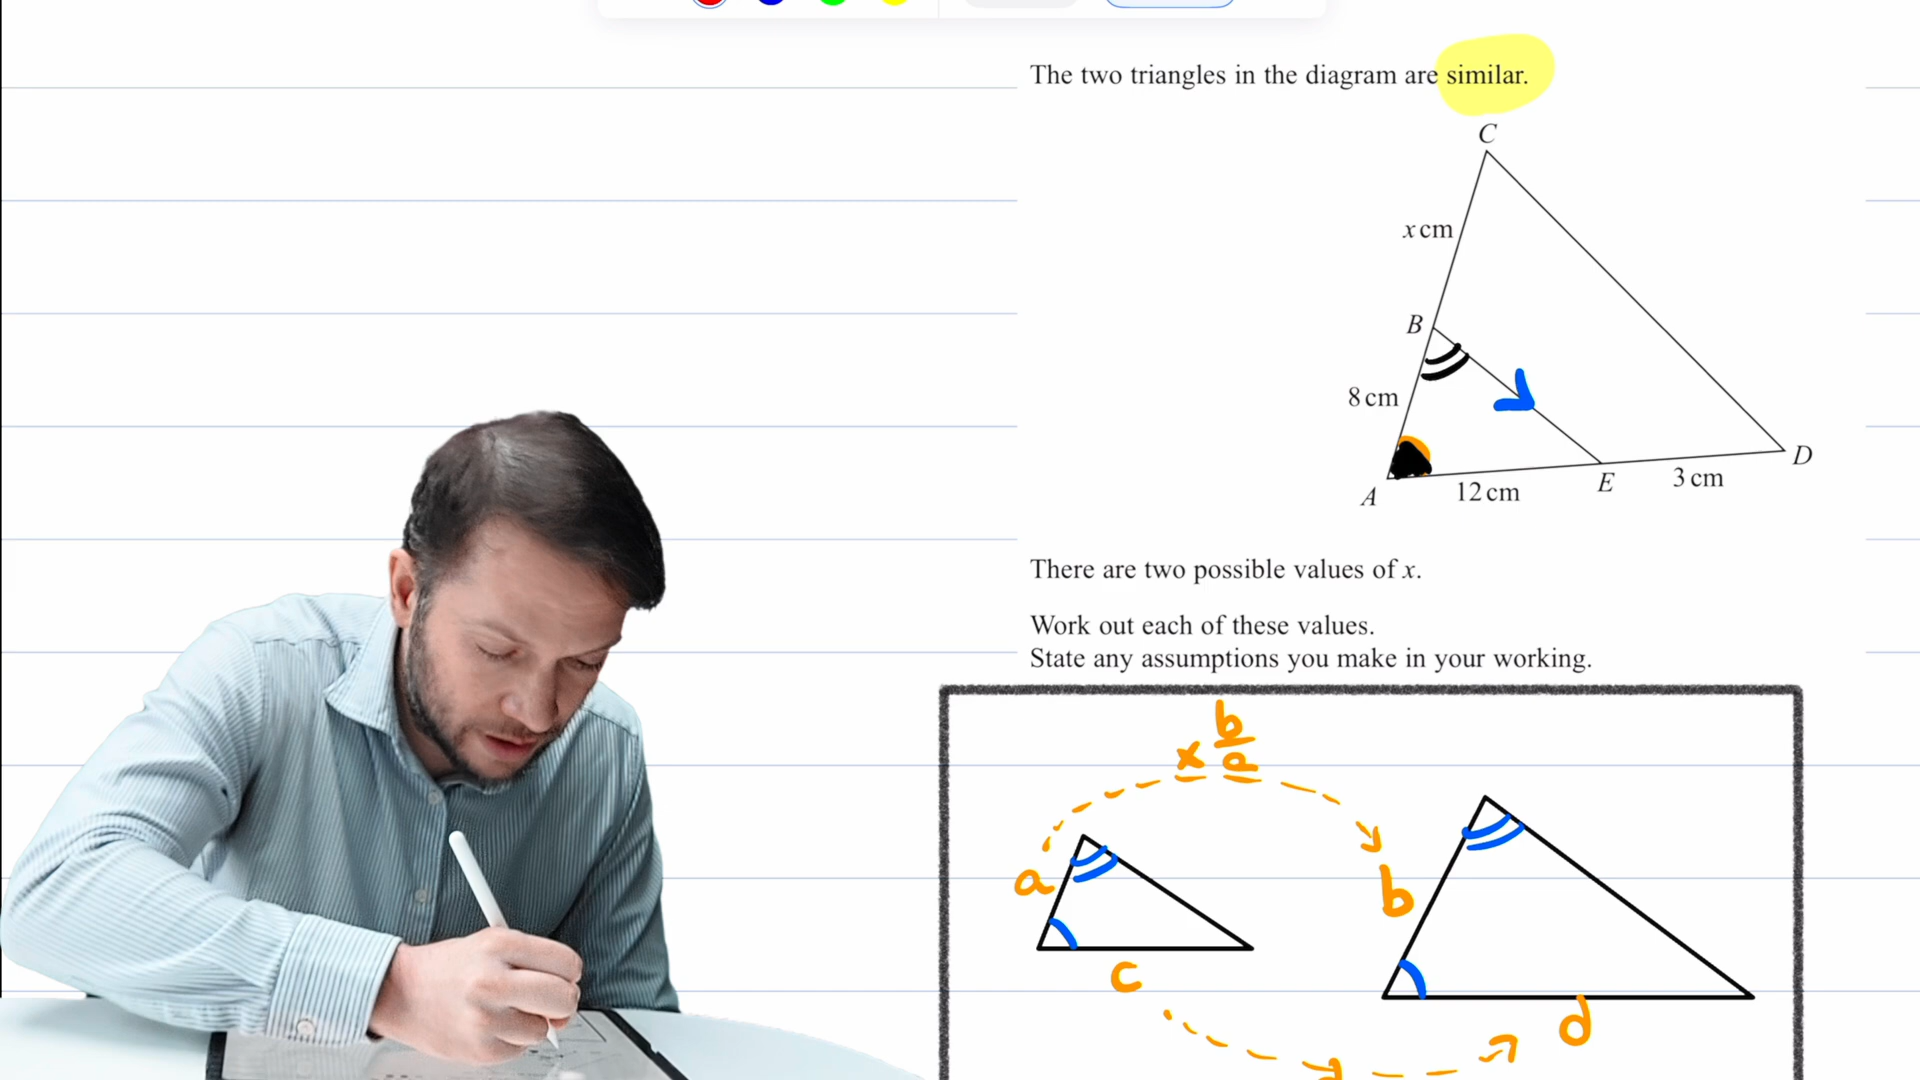 The two triangles in the diagram are similar.
C
x cm
B
8 cm
A
12 cm
E
3 cm
D
There are two possible values of x.
Work out each of these values.
State any assumptions you make in your working.
× b/a
a
b
c
d